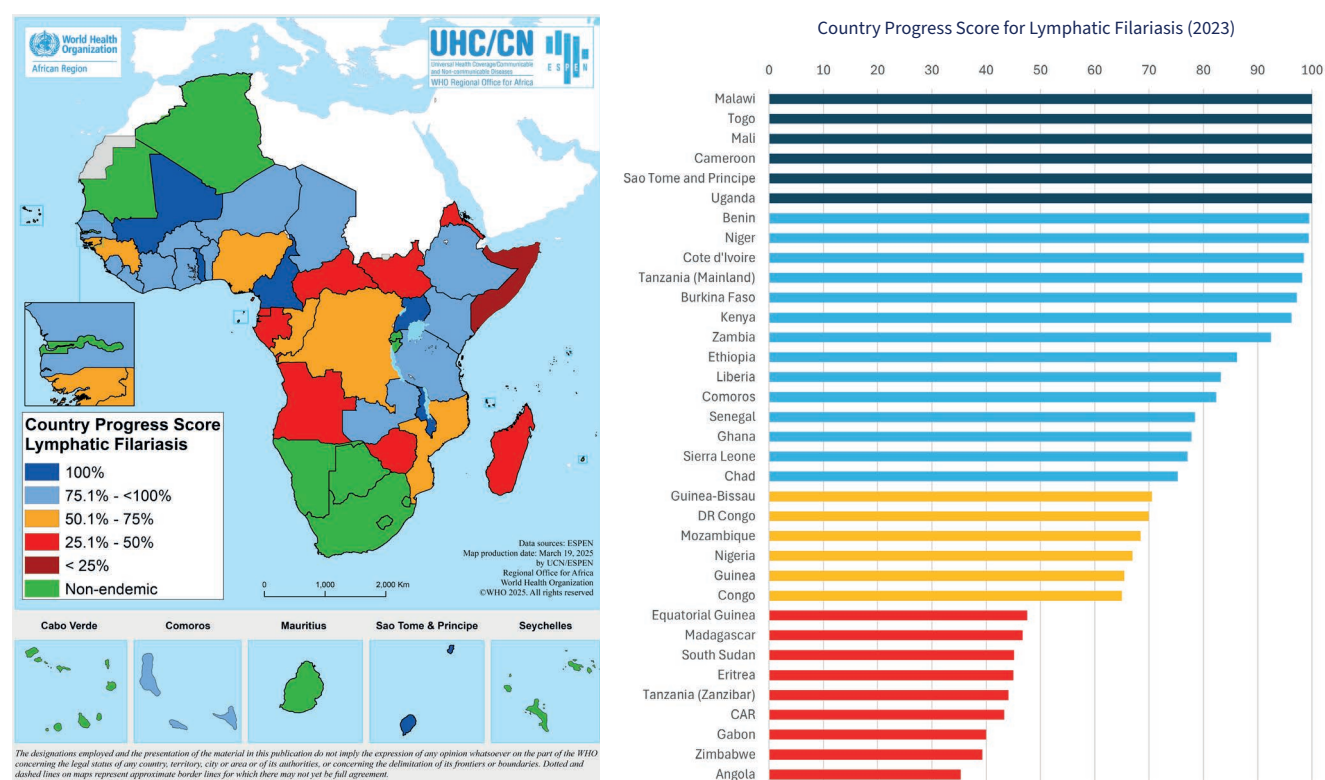 World Health
Organization
African Region
UHC/CN
Universal Health Coverage/Communicable
and Non-communicable Diseases
WHO Regional Office for Africa
E S P E N
Country Progress Score
Lymphatic Filariasis
100%
75.1% - <100%
50.1% - 75%
25.1% - 50%
< 25%
Non-endemic
0 1,000 2,000 Km
Data sources: ESPEN
Map production date: March 19, 2025
by UCN/ESPEN
Regional Office for Africa
World Health Organization
©WHO 2025. All rights reserved
Cabo Verde
Comoros
Mauritius
Sao Tome & Principe
Seychelles
The designations employed and the presentation of the material in this publication do not imply the expression of any opinion whatsoever on the part of the WHO
concerning the legal status of any country, territory, city or area or of its authorities, or concerning the delimitation of its frontiers or boundaries. Dotted and
dashed lines on maps represent approximate border lines for which there may not yet be full agreement.
Country Progress Score for Lymphatic Filariasis (2023)
0 10 20 30 40 50 60 70 80 90 100
Malawi
Togo
Mali
Cameroon
Sao Tome and Principe
Uganda
Benin
Niger
Cote d'Ivoire
Tanzania (Mainland)
Burkina Faso
Kenya
Zambia
Ethiopia
Liberia
Comoros
Senegal
Ghana
Sierra Leone
Chad
Guinea-Bissau
DR Congo
Mozambique
Nigeria
Guinea
Congo
Equatorial Guinea
Madagascar
South Sudan
Eritrea
Tanzania (Zanzibar)
CAR
Gabon
Zimbabwe
Angola